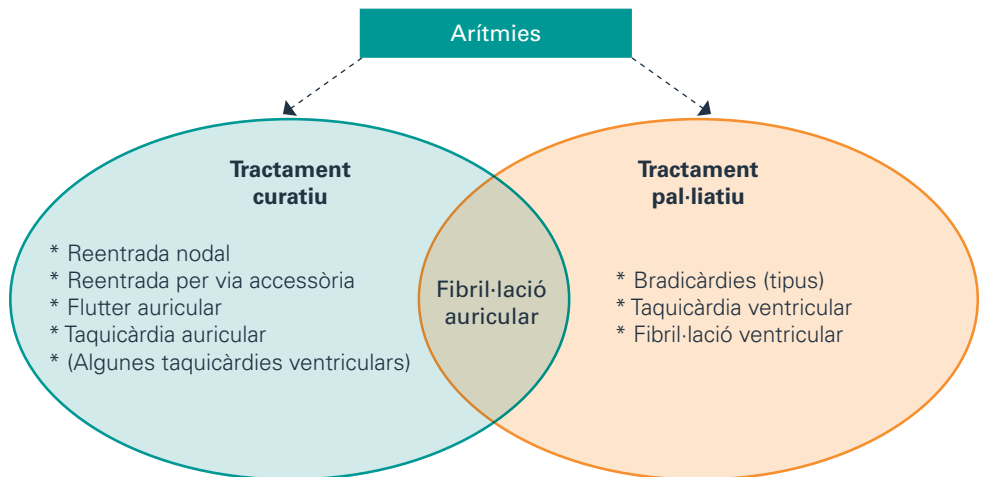 Arítmies
Tractament
curatiu
* Reentrada nodal
* Reentrada per via accessòria
* Flutter auricular
* Taquicàrdia auricular
* (Algunes taquicàrdies ventriculars)
Fibril·lació
auricular
Tractament
pal·liatiu
* Bradicàrdies (tipus)
* Taquicàrdia ventricular
* Fibril·lació ventricular